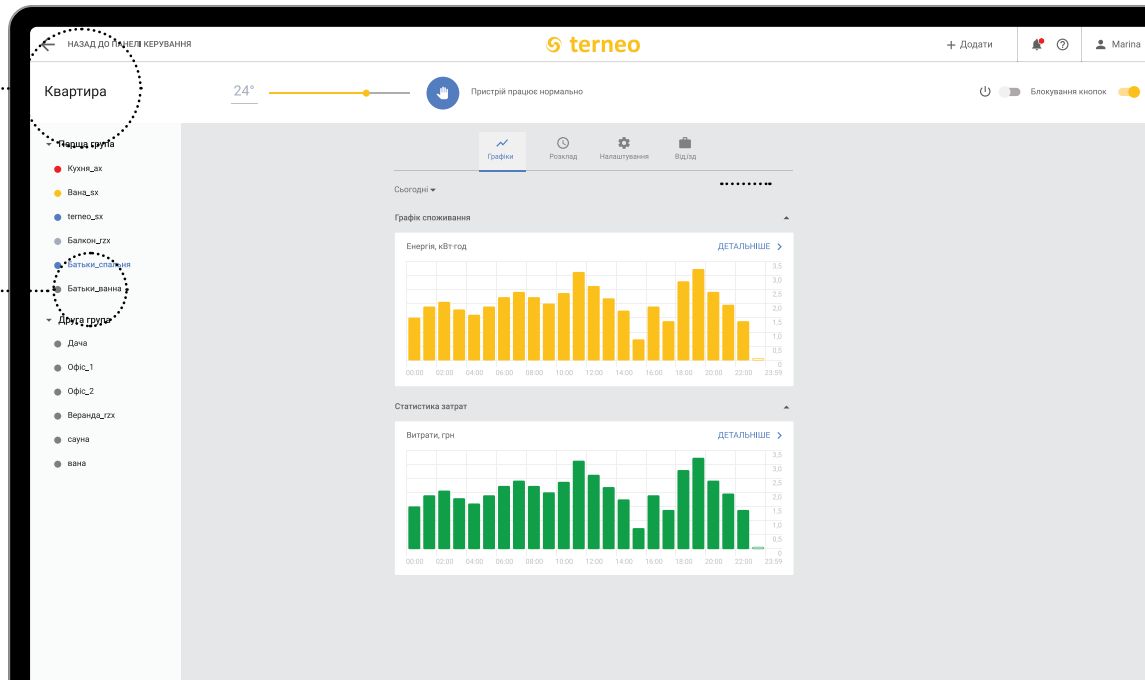 НАЗАД ДО ПАНЕЛІ КЕРУВАННЯ
terneo
Додати
Marina
Квартира
24°
Пристрій працює нормально
Блокування кнопок
Перша група
Кухня_ax
Вана_sx
terneo_sx
Балкон_rzx
Батьки_спальня
Батьки_ванна
Друга група
Дача
Офіс_1
Офіс_2
Веранда_rzx
сауна
вана
Графіки
Розклад
Налаштування
Від'їзд
Сьогодні
Графік споживання
Енергія, кВт·год
ДЕТАЛЬНІШЕ
3,5
3,0
2,5
2,0
1,5
1,0
0,5
0
00:00 02:00 04:00 06:00 08:00 10:00 12:00 14:00 16:00 18:00 20:00 22:00 23:59
Статистика затрат
Витрати, грн
ДЕТАЛЬНІШЕ
3,5
3,0
2,5
2,0
1,5
1,0
0,5
0
00:00 02:00 04:00 06:00 08:00 10:00 12:00 14:00 16:00 18:00 20:00 22:00 23:59